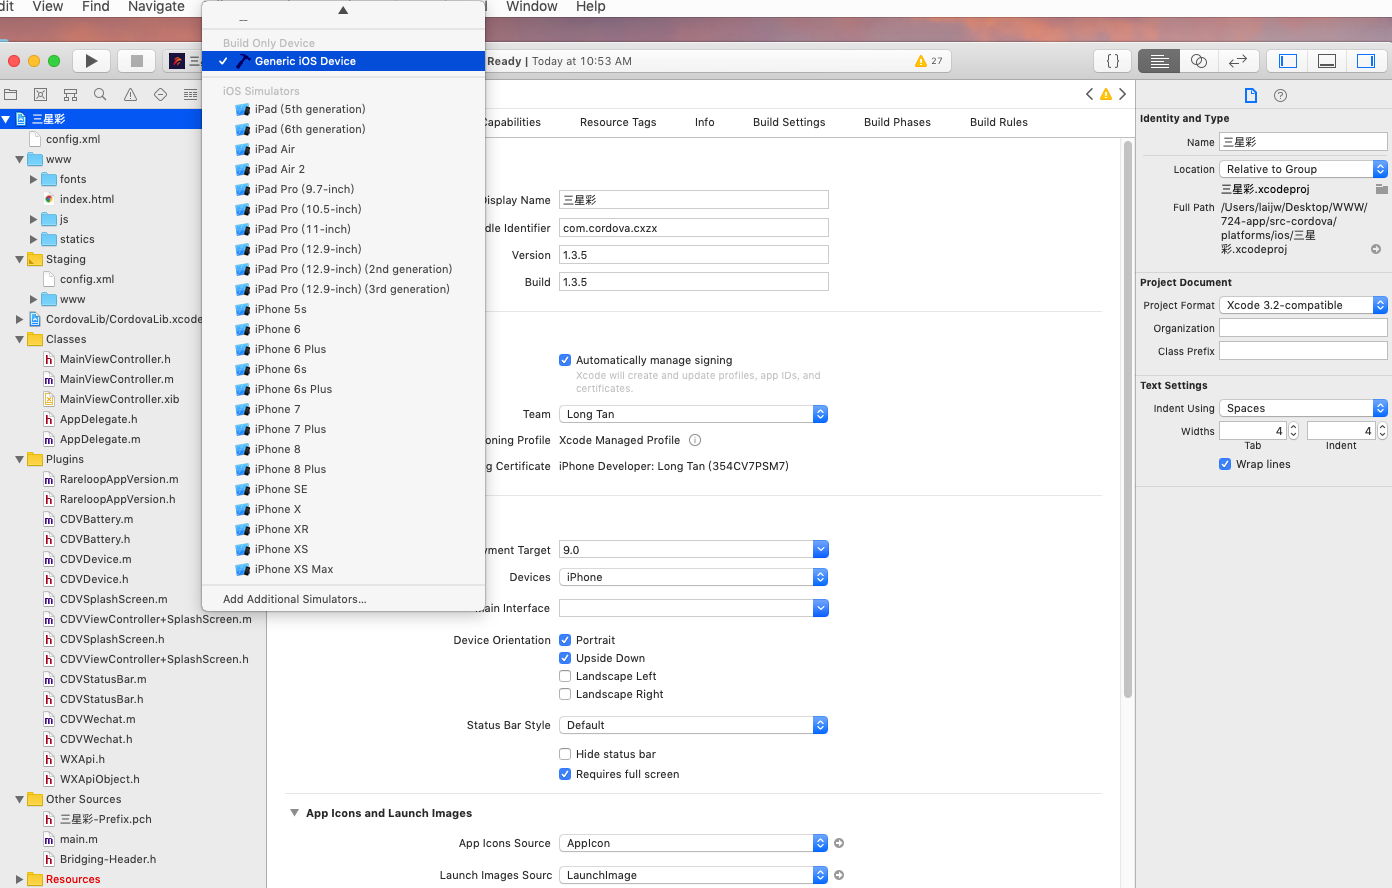 dit View Find Navigate Window Help
Build Only Device
✓ Generic iOS Device
iOS Simulators
iPad (5th generation)
iPad (6th generation)
iPad Air
iPad Air 2
iPad Pro (9.7-inch)
iPad Pro (10.5-inch)
iPad Pro (11-inch)
iPad Pro (12.9-inch)
iPad Pro (12.9-inch) (2nd generation)
iPad Pro (12.9-inch) (3rd generation)
iPhone 5s
iPhone 6
iPhone 6 Plus
iPhone 6s
iPhone 6s Plus
iPhone 7
iPhone 7 Plus
iPhone 8
iPhone 8 Plus
iPhone SE
iPhone X
iPhone XR
iPhone XS
iPhone XS Max
Add Additional Simulators...
Ready | Today at 10:53 AM
27
{ }
三星彩
config.xml
www
fonts
index.html
js
statics
Staging
config.xml
www
CordovaLib/CordovaLib.xcode
Classes
MainViewController.h
MainViewController.m
MainViewController.xib
AppDelegate.h
AppDelegate.m
Plugins
RareloopAppVersion.m
RareloopAppVersion.h
CDVBattery.m
CDVBattery.h
CDVDevice.m
CDVDevice.h
CDVSplashScreen.m
CDVViewController+SplashScreen.m
CDVSplashScreen.h
CDVViewController+SplashScreen.h
CDVStatusBar.m
CDVStatusBar.h
CDVWechat.m
CDVWechat.h
WXApi.h
WXApiObject.h
Other Sources
三星彩-Prefix.pch
main.m
Bridging-Header.h
Resources
Capabilities Resource Tags Info Build Settings Build Phases Build Rules
Display Name 三星彩
dle Identifier com.cordova.cxzx
Version 1.3.5
Build 1.3.5
Automatically manage signing
Xcode will create and update profiles, app IDs, and
certificates.
Team Long Tan
oning Profile Xcode Managed Profile
g Certificate iPhone Developer: Long Tan (354CV7PSM7)
yment Target 9.0
Devices iPhone
ain Interface
Device Orientation Portrait
Upside Down
Landscape Left
Landscape Right
Status Bar Style Default
Hide status bar
Requires full screen
App Icons and Launch Images
App Icons Source AppIcon
Launch Images Sourc LaunchImage
Identity and Type
Name 三星彩
Location Relative to Group
三星彩.xcodeproj
Full Path /Users/laijw/Desktop/WWW/
724-app/src-cordova/
platforms/ios/三星
彩.xcodeproj
Project Document
Project Format Xcode 3.2-compatible
Organization
Class Prefix
Text Settings
Indent Using Spaces
Widths 4 4
Tab Indent
Wrap lines